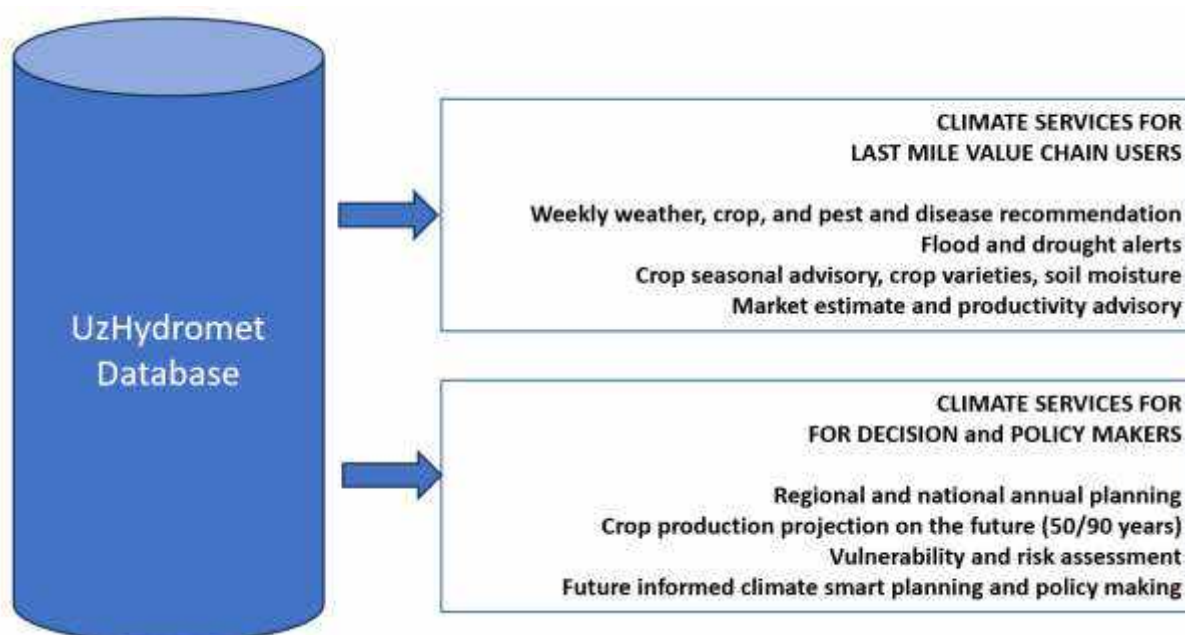 UzHydromet
Database
CLIMATE SERVICES FOR
LAST MILE VALUE CHAIN USERS
Weekly weather, crop, and pest and disease recommendation
Flood and drought alerts
Crop seasonal advisory, crop varieties, soil moisture
Market estimate and productivity advisory
CLIMATE SERVICES FOR
FOR DECISION and POLICY MAKERS
Regional and national annual planning
Crop production projection on the future (50/90 years)
Vulnerability and risk assessment
Future informed climate smart planning and policy making